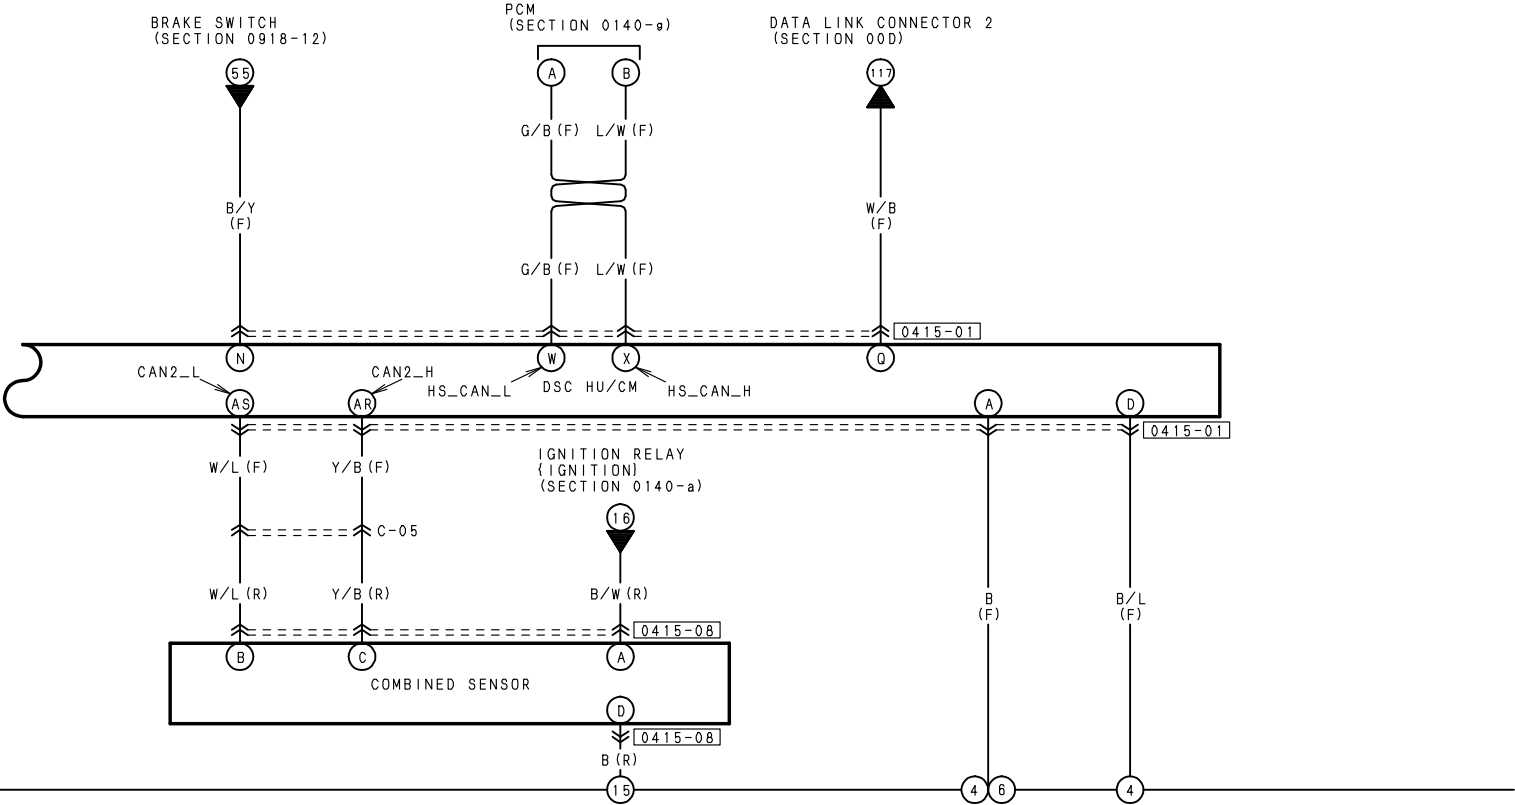 BRAKE SWITCH
(SECTION 0918-12)
PCM
(SECTION 0140-g)
DATA LINK CONNECTOR 2
(SECTION 00D)
55
A
B
117
G/B (F)
L/W (F)
B/Y
(F)
W/B
(F)
G/B (F)
L/W (F)
0415-01
N
W
X
Q
CAN2_L
CAN2_H
HS_CAN_L
DSC HU/CM
HS_CAN_H
AS
AR
A
D
0415-01
W/L (F)
Y/B (F)
IGNITION RELAY
{IGNITION}
(SECTION 0140-a)
16
C-05
W/L (R)
Y/B (R)
B/W (R)
B
(F)
B/L
(F)
0415-08
B
C
A
COMBINED SENSOR
D
0415-08
B (R)
15
4
6
4